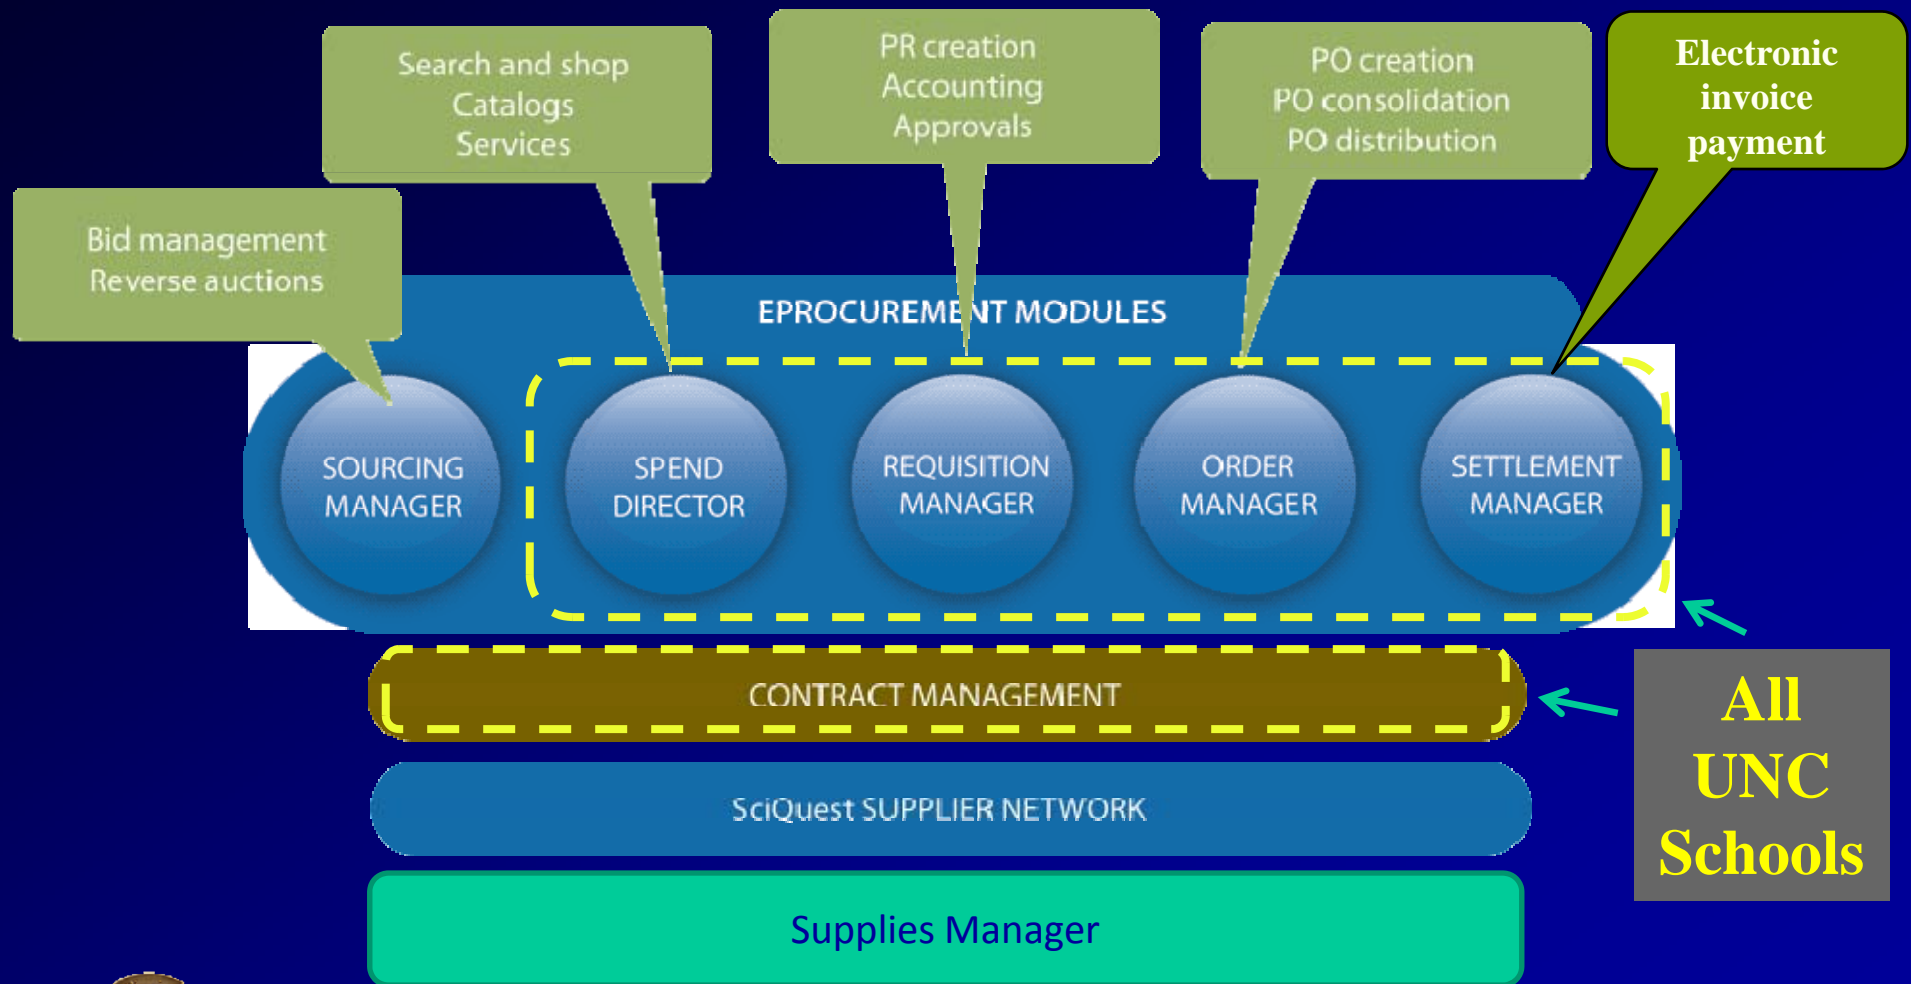 Search and shop
Catalogs
Services
PR creation
Accounting
Approvals
PO creation
PO consolidation
PO distribution
Electronic
invoice
payment
Bid management
Reverse auctions
EPROCUREMENT MODULES
SOURCING
MANAGER
SPEND
DIRECTOR
REQUISITION
MANAGER
ORDER
MANAGER
SETTLEMENT
MANAGER
CONTRACT MANAGEMENT
All
UNC
Schools
SciQuest SUPPLIER NETWORK
Supplies Manager